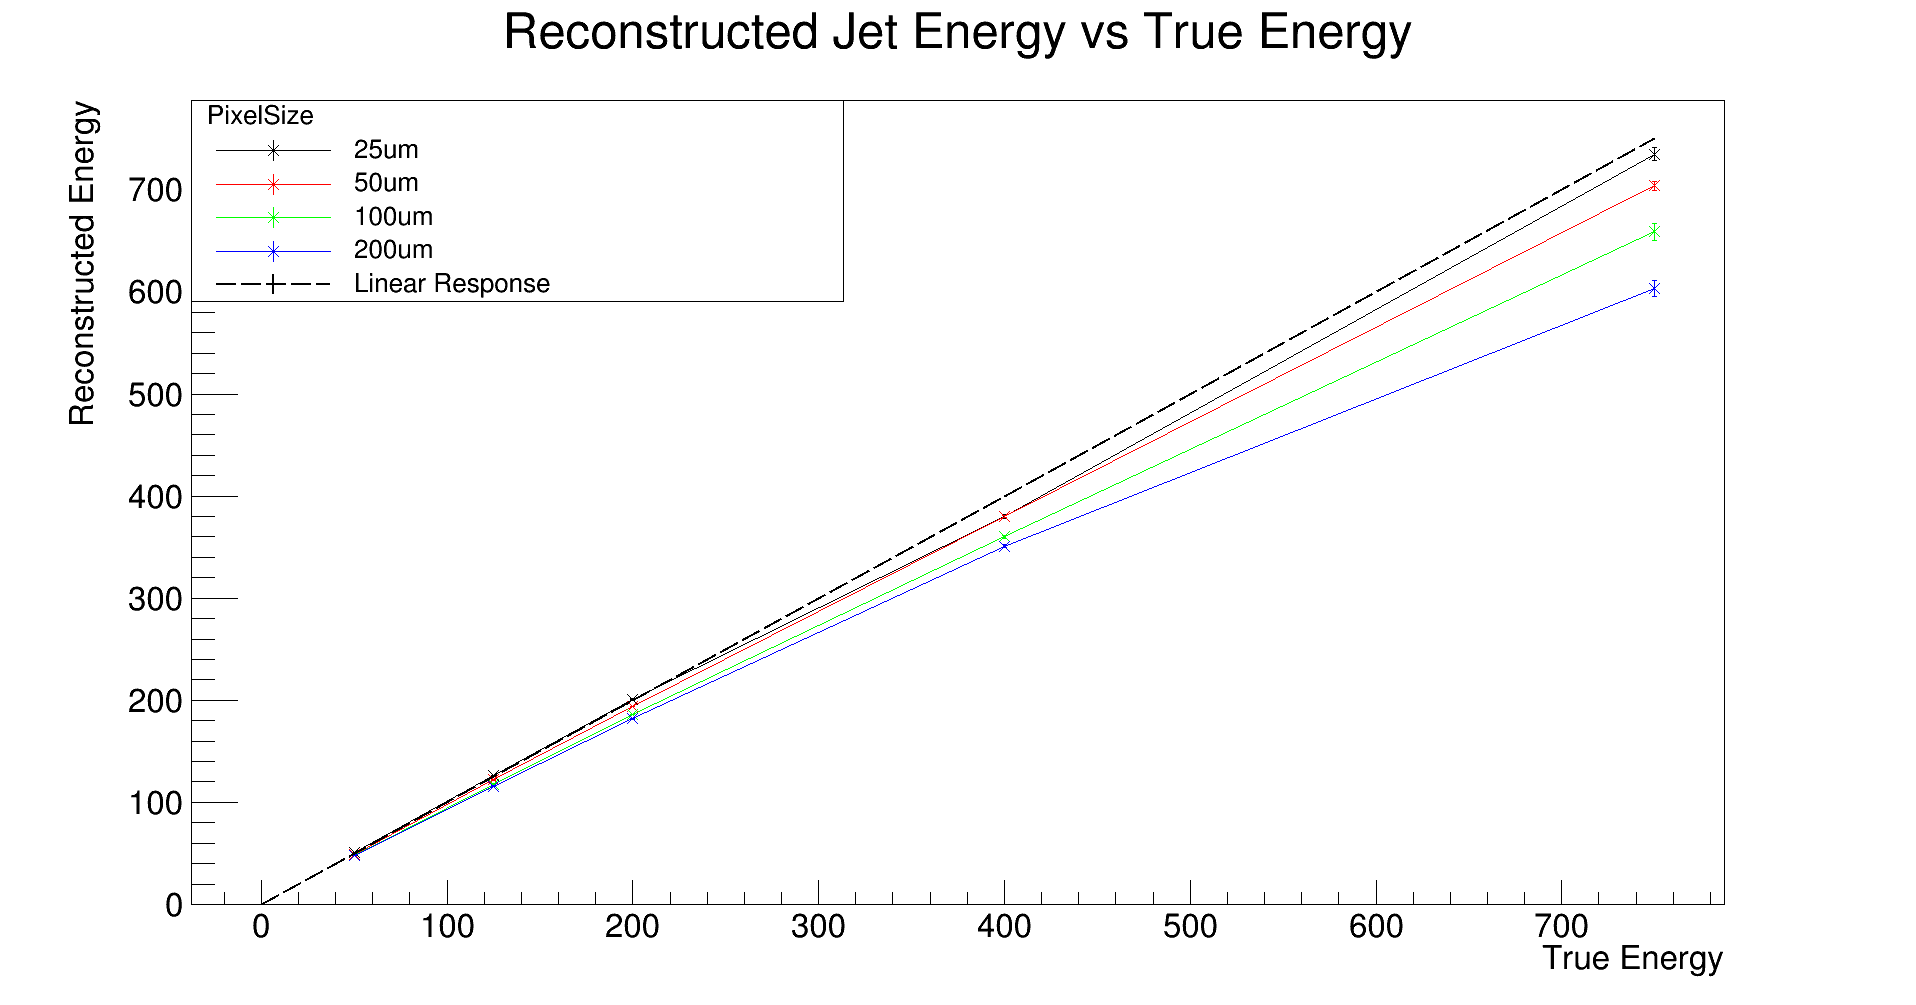 Reconstructed Jet Energy vs True Energy
Reconstructed Energy
PixelSize
25um
50um
100um
200um
Linear Response
700
600
500
400
300
200
100
0
0 100 200 300 400 500 600 700
True Energy